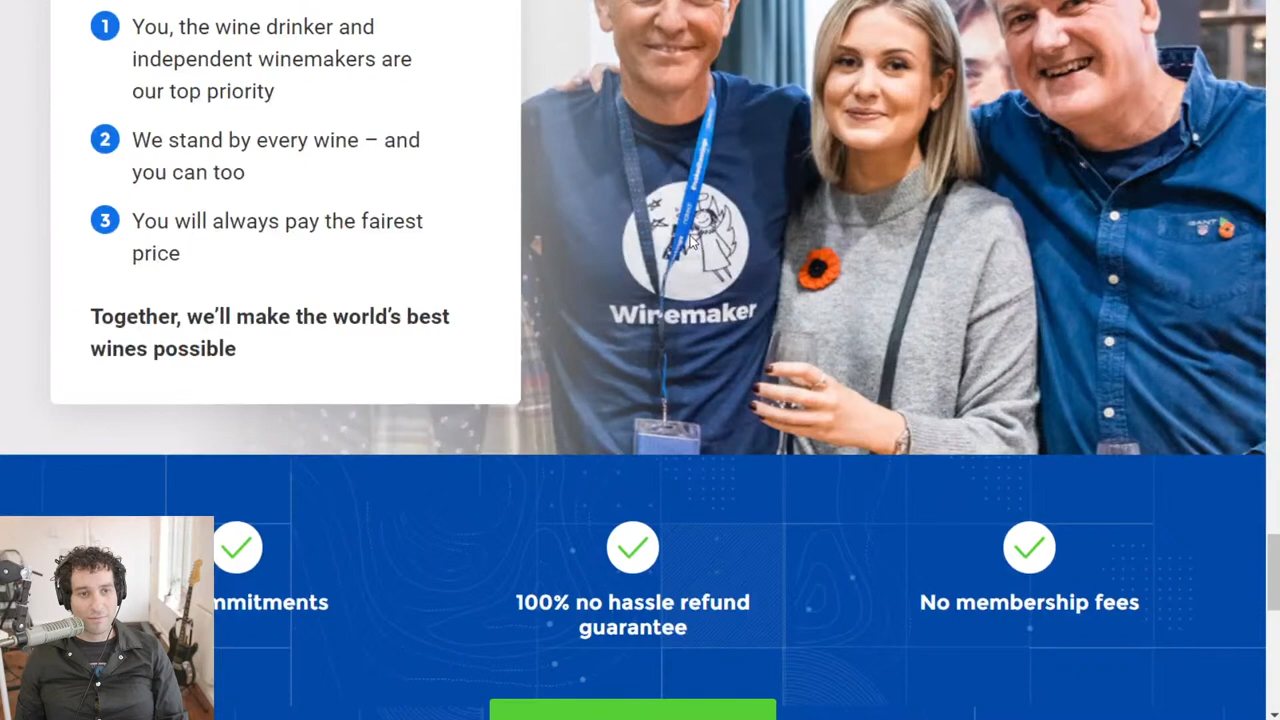 1 You, the wine drinker and
independent winemakers are
our top priority
2 We stand by every wine – and
you can too
3 You will always pay the fairest
price
Together, we’ll make the world’s best
wines possible
Winemaker
GANT
mmitments
100% no hassle refund
guarantee
No membership fees